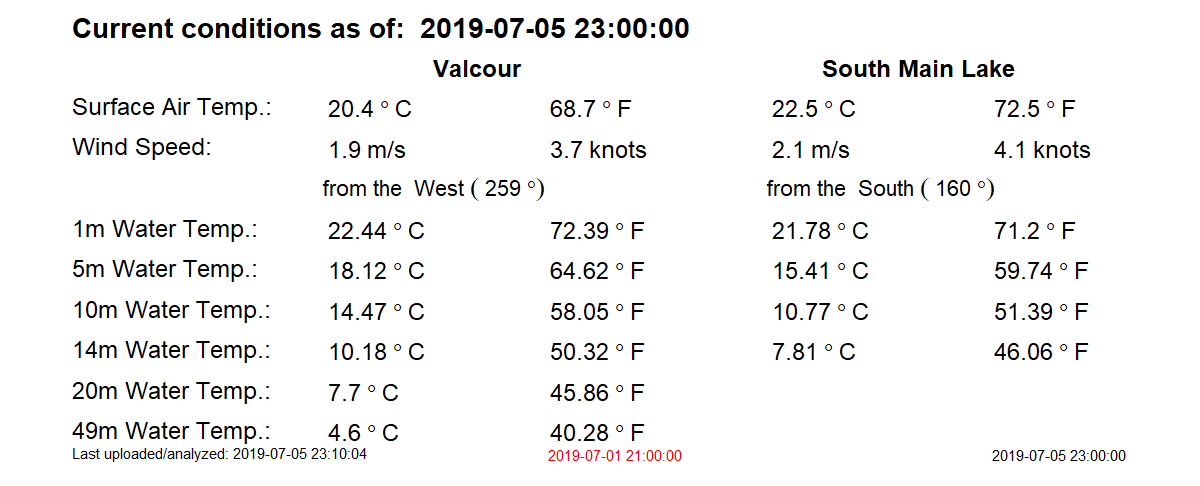 Current conditions as of: 2019-07-05 23:00:00
Valcour South Main Lake
Surface Air Temp.: 20.4 ° C 68.7 ° F 22.5 ° C 72.5 ° F
Wind Speed: 1.9 m/s 3.7 knots 2.1 m/s 4.1 knots
from the West ( 259 °) from the South ( 160 °)
1m Water Temp.: 22.44 ° C 72.39 ° F 21.78 ° C 71.2 ° F
5m Water Temp.: 18.12 ° C 64.62 ° F 15.41 ° C 59.74 ° F
10m Water Temp.: 14.47 ° C 58.05 ° F 10.77 ° C 51.39 ° F
14m Water Temp.: 10.18 ° C 50.32 ° F 7.81 ° C 46.06 ° F
20m Water Temp.: 7.7 ° C 45.86 ° F
49m Water Temp.: 4.6 ° C 40.28 ° F
Last uploaded/analyzed: 2019-07-05 23:10:04 2019-07-01 21:00:00 2019-07-05 23:00:00